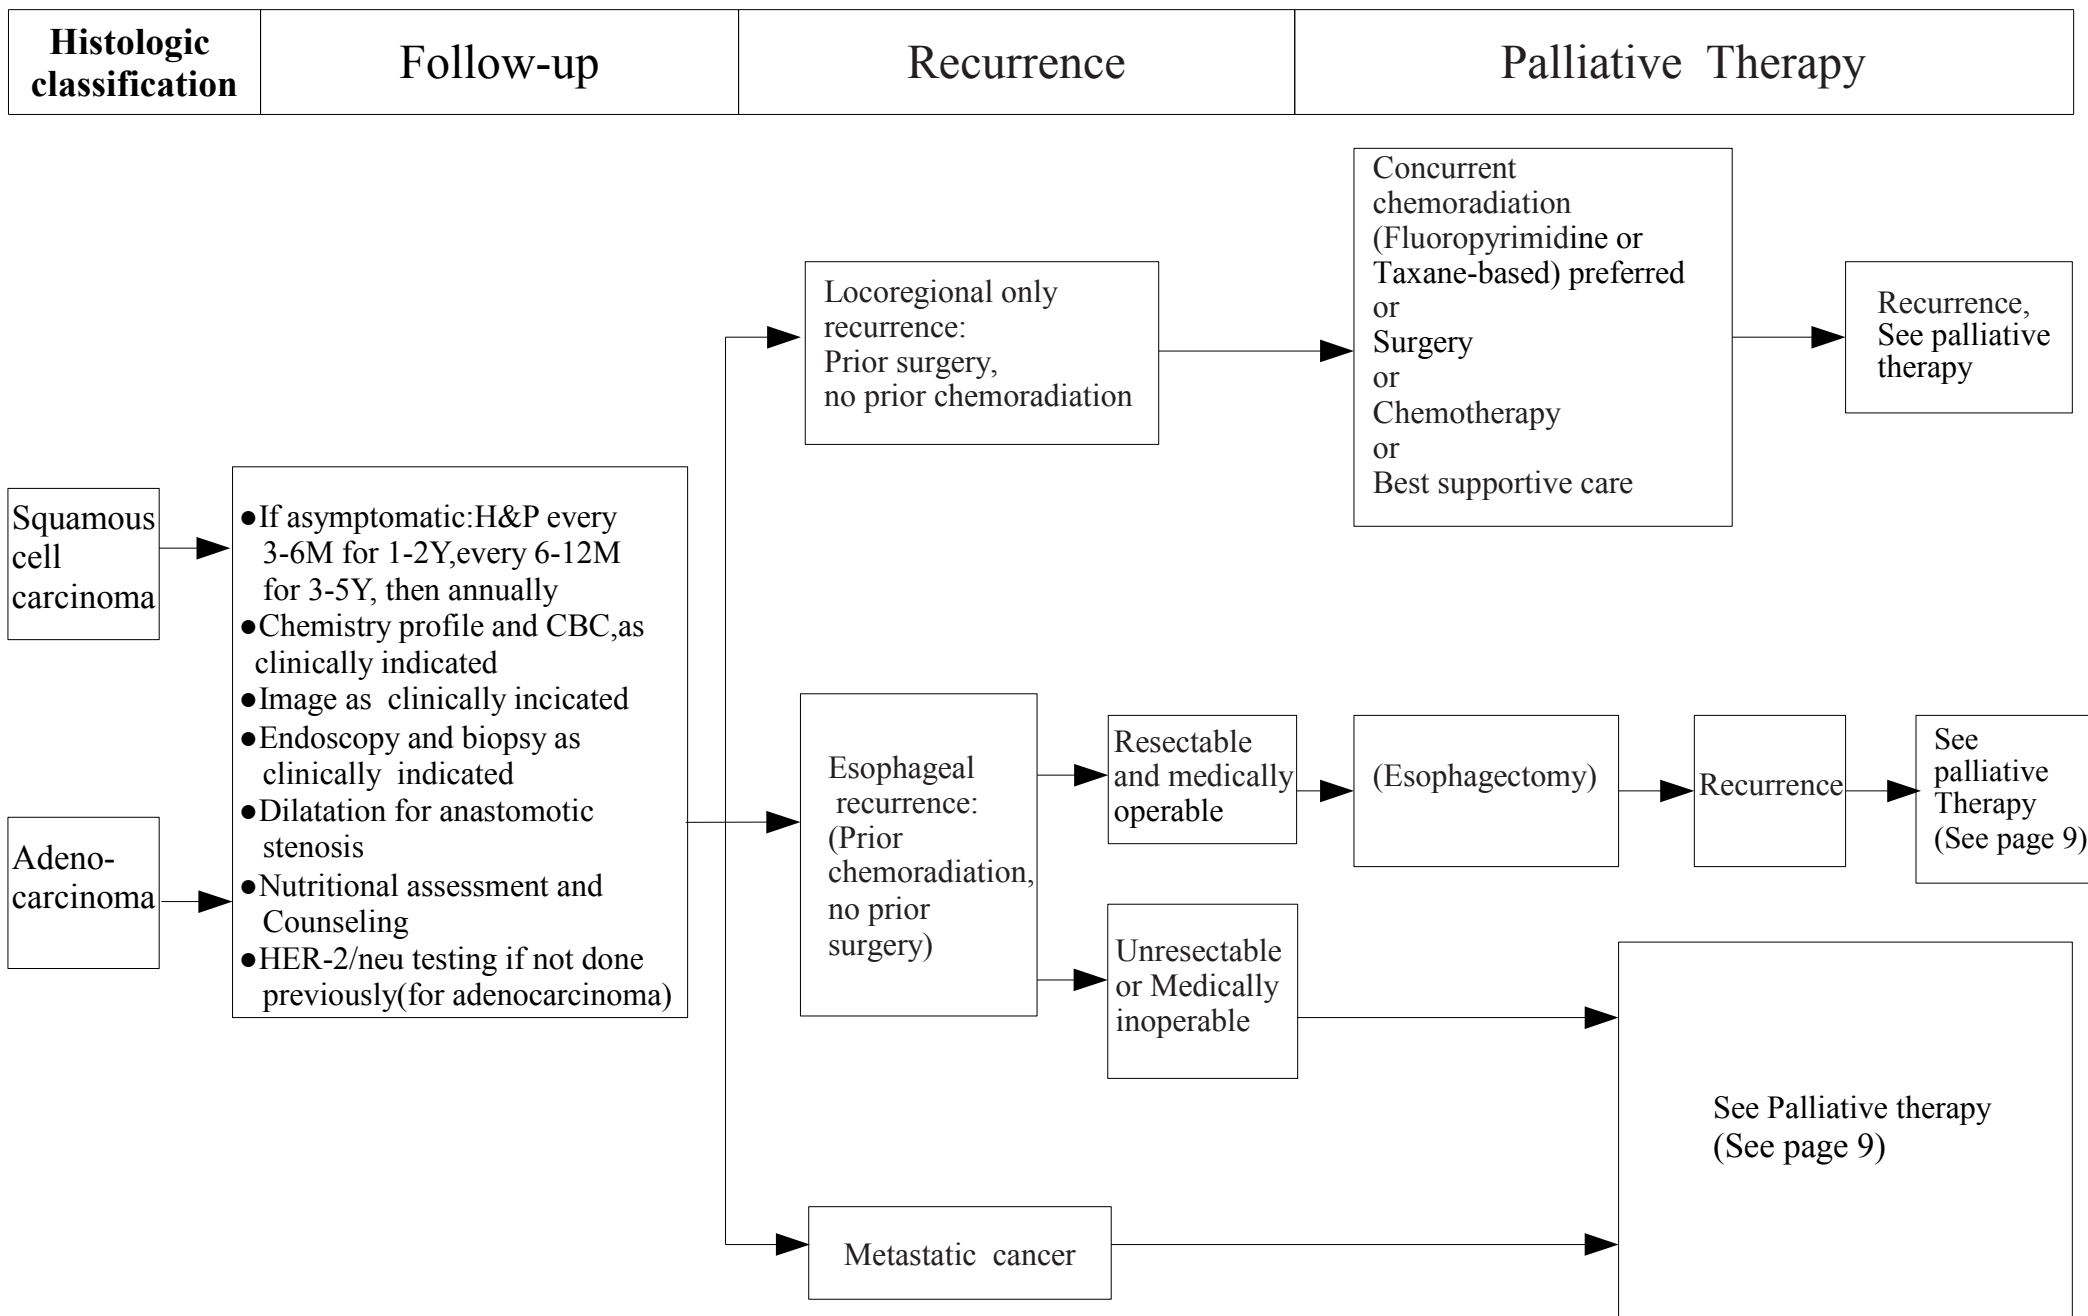 Histologic
classification
Follow-up
Recurrence
Palliative Therapy
Squamous
cell
carcinoma
Adeno-
carcinoma
●If asymptomatic:H&P every
3-6M for 1-2Y,every 6-12M
for 3-5Y, then annually
●Chemistry profile and CBC,as
clinically indicated
●Image as clinically incicated
●Endoscopy and biopsy as
clinically indicated
●Dilatation for anastomotic
stenosis
●Nutritional assessment and
Counseling
●HER-2/neu testing if not done
previously(for adenocarcinoma)
Locoregional only
recurrence:
Prior surgery,
no prior chemoradiation
Concurrent
chemoradiation
(Fluoropyrimidine or
Taxane-based) preferred
or
Surgery
or
Chemotherapy
or
Best supportive care
Recurrence,
See palliative
therapy
Esophageal
recurrence:
(Prior
chemoradiation,
no prior
surgery)
Resectable
and medically
operable
(Esophagectomy)
Recurrence
See
palliative
Therapy
(See page 9)
Unresectable
or Medically
inoperable
Metastatic cancer
See Palliative therapy
(See page 9)